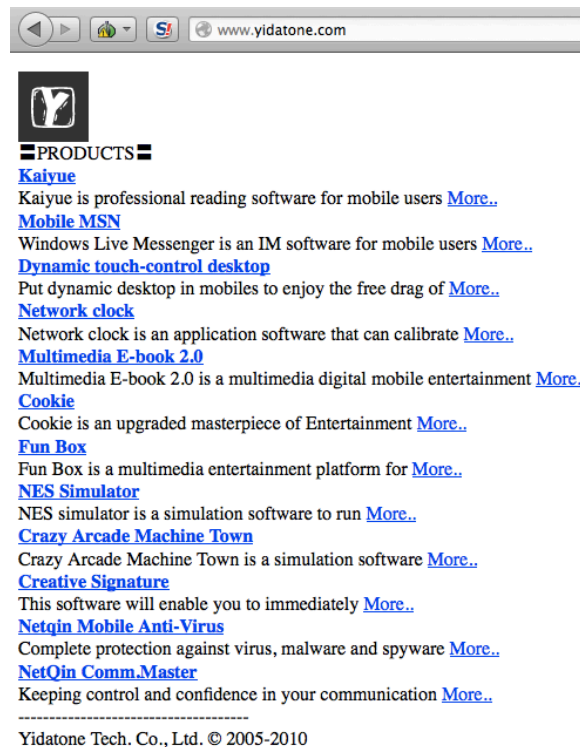 www.yidatone.com
Y
〓PRODUCTS〓
Kaiyue
Kaiyue is professional reading software for mobile users More..
Mobile MSN
Windows Live Messenger is an IM software for mobile users More..
Dynamic touch-control desktop
Put dynamic desktop in mobiles to enjoy the free drag of More..
Network clock
Network clock is an application software that can calibrate More..
Multimedia E-book 2.0
Multimedia E-book 2.0 is a multimedia digital mobile entertainment More.
Cookie
Cookie is an upgraded masterpiece of Entertainment More..
Fun Box
Fun Box is a multimedia entertainment platform for More..
NES Simulator
NES simulator is a simulation software to run More..
Crazy Arcade Machine Town
Crazy Arcade Machine Town is a simulation software More..
Creative Signature
This software will enable you to immediately More..
Netqin Mobile Anti-Virus
Complete protection against virus, malware and spyware More..
NetQin Comm.Master
Keeping control and confidence in your communication More..
-------------------------------------
Yidatone Tech. Co., Ltd. © 2005-2010